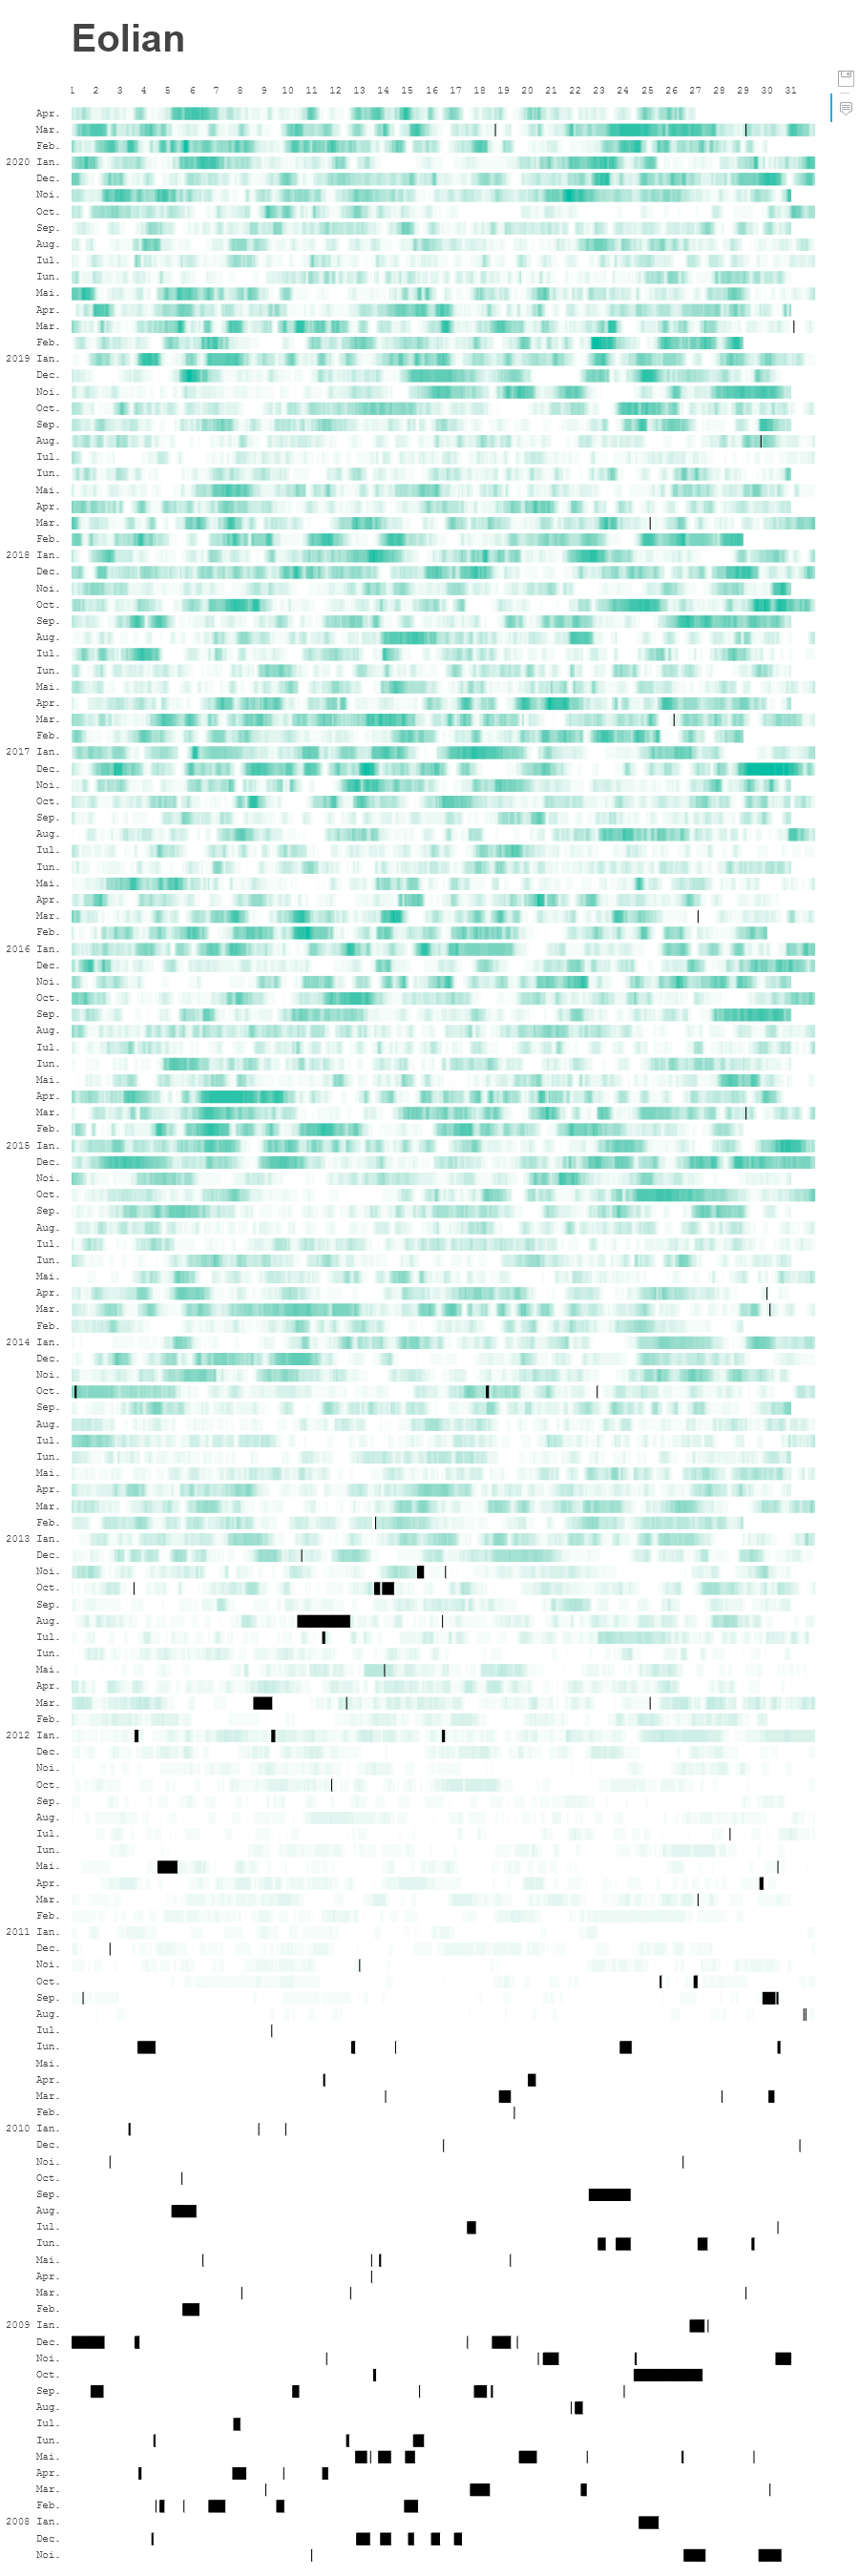 Eolian
1 2 3 4 5 6 7 8 9 10 11 12 13 14 15 16 17 18 19 20 21 22 23 24 25 26 27 28 29 30 31
Apr.
Mar.
Feb.
2020 Ian.
Dec.
Noi.
Oct.
Sep.
Aug.
Iul.
Iun.
Mai.
Apr.
Mar.
Feb.
2019 Ian.
Dec.
Noi.
Oct.
Sep.
Aug.
Iul.
Iun.
Mai.
Apr.
Mar.
Feb.
2018 Ian.
Dec.
Noi.
Oct.
Sep.
Aug.
Iul.
Iun.
Mai.
Apr.
Mar.
Feb.
2017 Ian.
Dec.
Noi.
Oct.
Sep.
Aug.
Iul.
Iun.
Mai.
Apr.
Mar.
Feb.
2016 Ian.
Dec.
Noi.
Oct.
Sep.
Aug.
Iul.
Iun.
Mai.
Apr.
Mar.
Feb.
2015 Ian.
Dec.
Noi.
Oct.
Sep.
Aug.
Iul.
Iun.
Mai.
Apr.
Mar.
Feb.
2014 Ian.
Dec.
Noi.
Oct.
Sep.
Aug.
Iul.
Iun.
Mai.
Apr.
Mar.
Feb.
2013 Ian.
Dec.
Noi.
Oct.
Sep.
Aug.
Iul.
Iun.
Mai.
Apr.
Mar.
Feb.
2012 Ian.
Dec.
Noi.
Oct.
Sep.
Aug.
Iul.
Iun.
Mai.
Apr.
Mar.
Feb.
2011 Ian.
Dec.
Noi.
Oct.
Sep.
Aug.
Iul.
Iun.
Mai.
Apr.
Mar.
Feb.
2010 Ian.
Dec.
Noi.
Oct.
Sep.
Aug.
Iul.
Iun.
Mai.
Apr.
Mar.
Feb.
2009 Ian.
Dec.
Noi.
Oct.
Sep.
Aug.
Iul.
Iun.
Mai.
Apr.
Mar.
Feb.
2008 Ian.
Dec.
Noi.